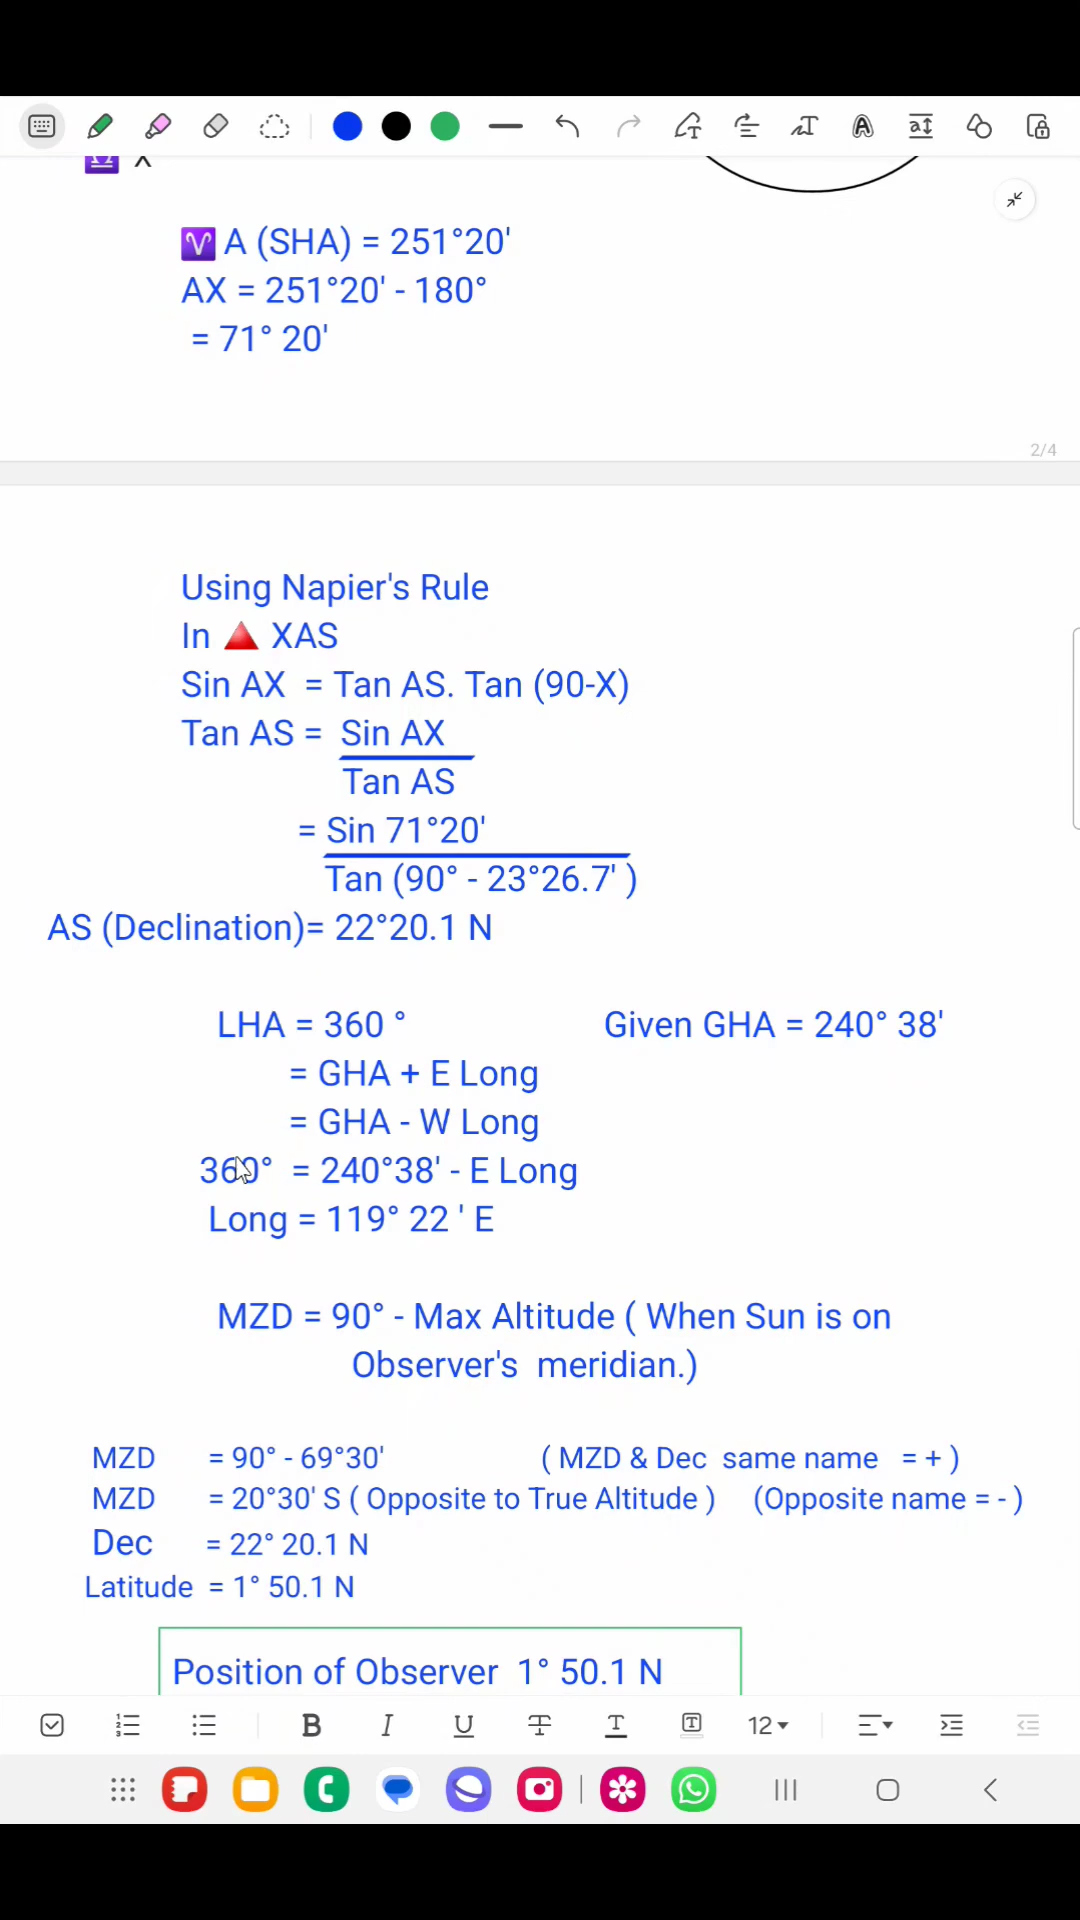 ♎ X
♈ A (SHA) = 251°20'
AX = 251°20' - 180°
= 71° 20'
2/4
Using Napier's Rule
In 🔺 XAS
Sin AX = Tan AS. Tan (90-X)
Tan AS = Sin AX
Tan AS
= Sin 71°20'
Tan (90° - 23°26.7' )
AS (Declination)= 22°20.1 N
LHA = 360 ° Given GHA = 240° 38'
= GHA + E Long
= GHA - W Long
360° = 240°38' - E Long
Long = 119° 22 ' E
MZD = 90° - Max Altitude ( When Sun is on
Observer's meridian.)
MZD = 90° - 69°30' ( MZD & Dec same name = + )
MZD = 20°30' S ( Opposite to True Altitude ) (Opposite name = - )
Dec = 22° 20.1 N
Latitude = 1° 50.1 N
Position of Observer 1° 50.1 N
B I U T T T 12